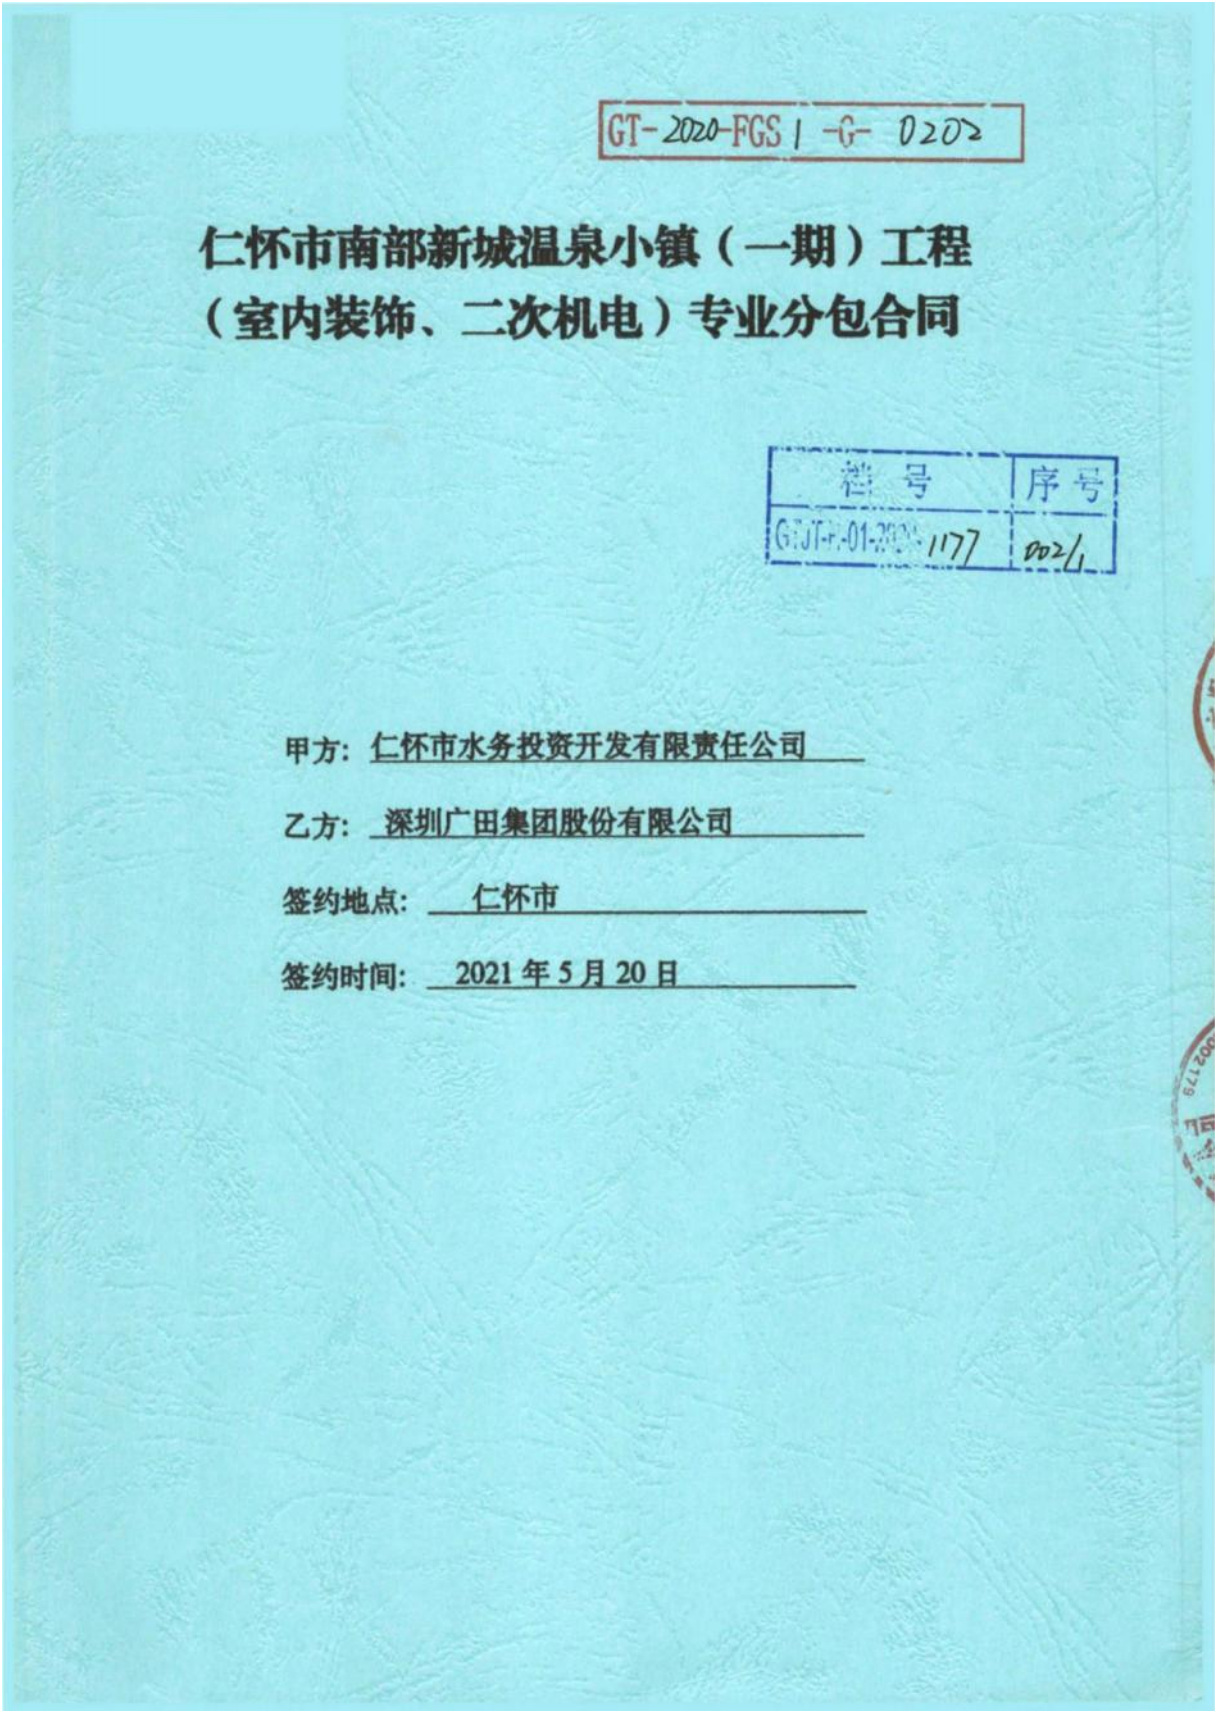 GT-2020-FGS1-G-0202
仁怀市南部新城温泉小镇（一期）工程
（室内装饰、二次机电）专业分包合同
档 号 序 号
1177 002/1
甲方：仁怀市水务投资开发有限责任公司
乙方：深圳广田集团股份有限公司
签约地点：仁怀市
签约时间：2021年5月20日
002179